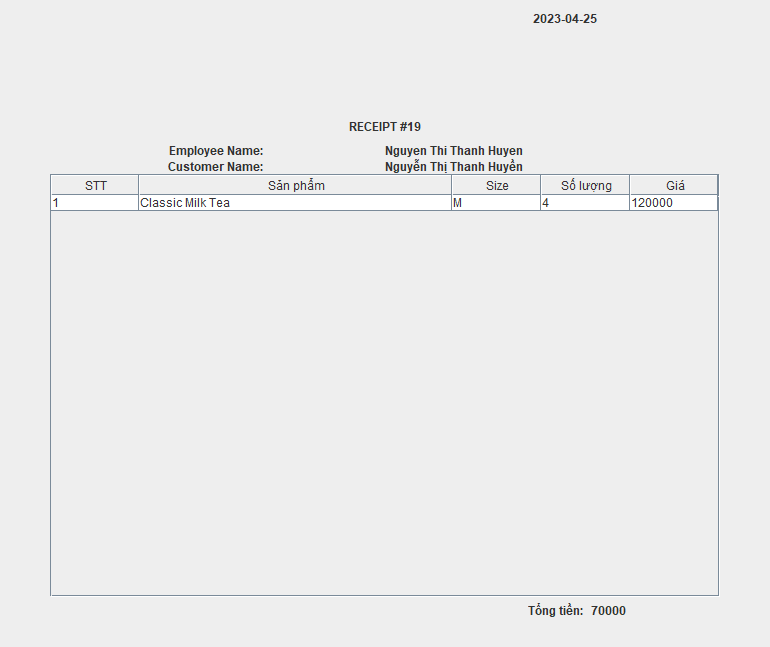 2023-04-25
RECEIPT #19
Employee Name: Nguyen Thi Thanh Huyen
Customer Name: Nguyễn Thị Thanh Huyền
STT Sản phẩm Size Số lượng Giá
1 Classic Milk Tea M 4 120000
Tổng tiền: 70000